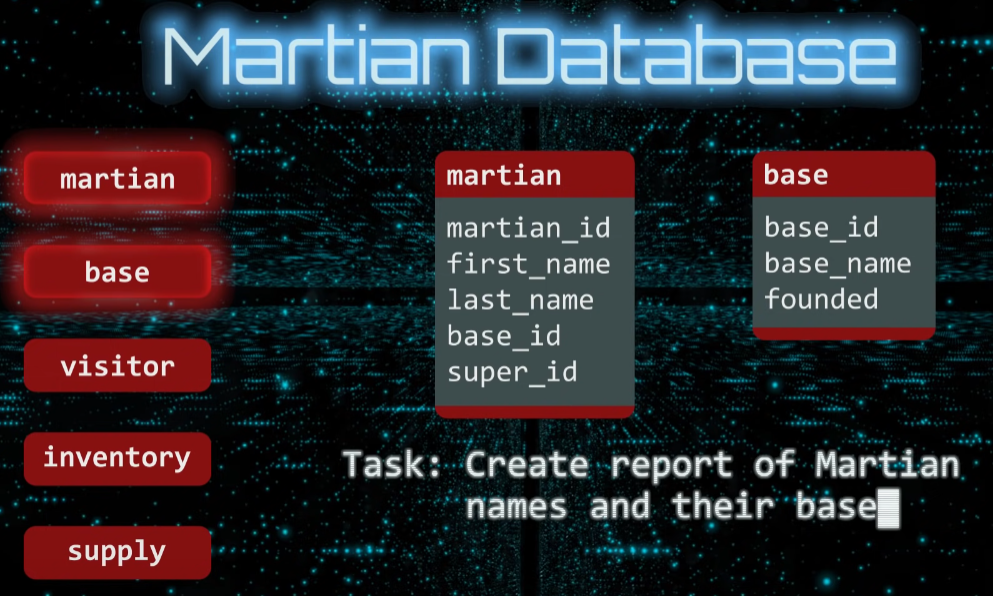 Martian Database
martian
base
visitor
inventory
supply
martian
martian_id
first_name
last_name
base_id
super_id
base
base_id
base_name
founded
Task: Create report of Martian
names and their base